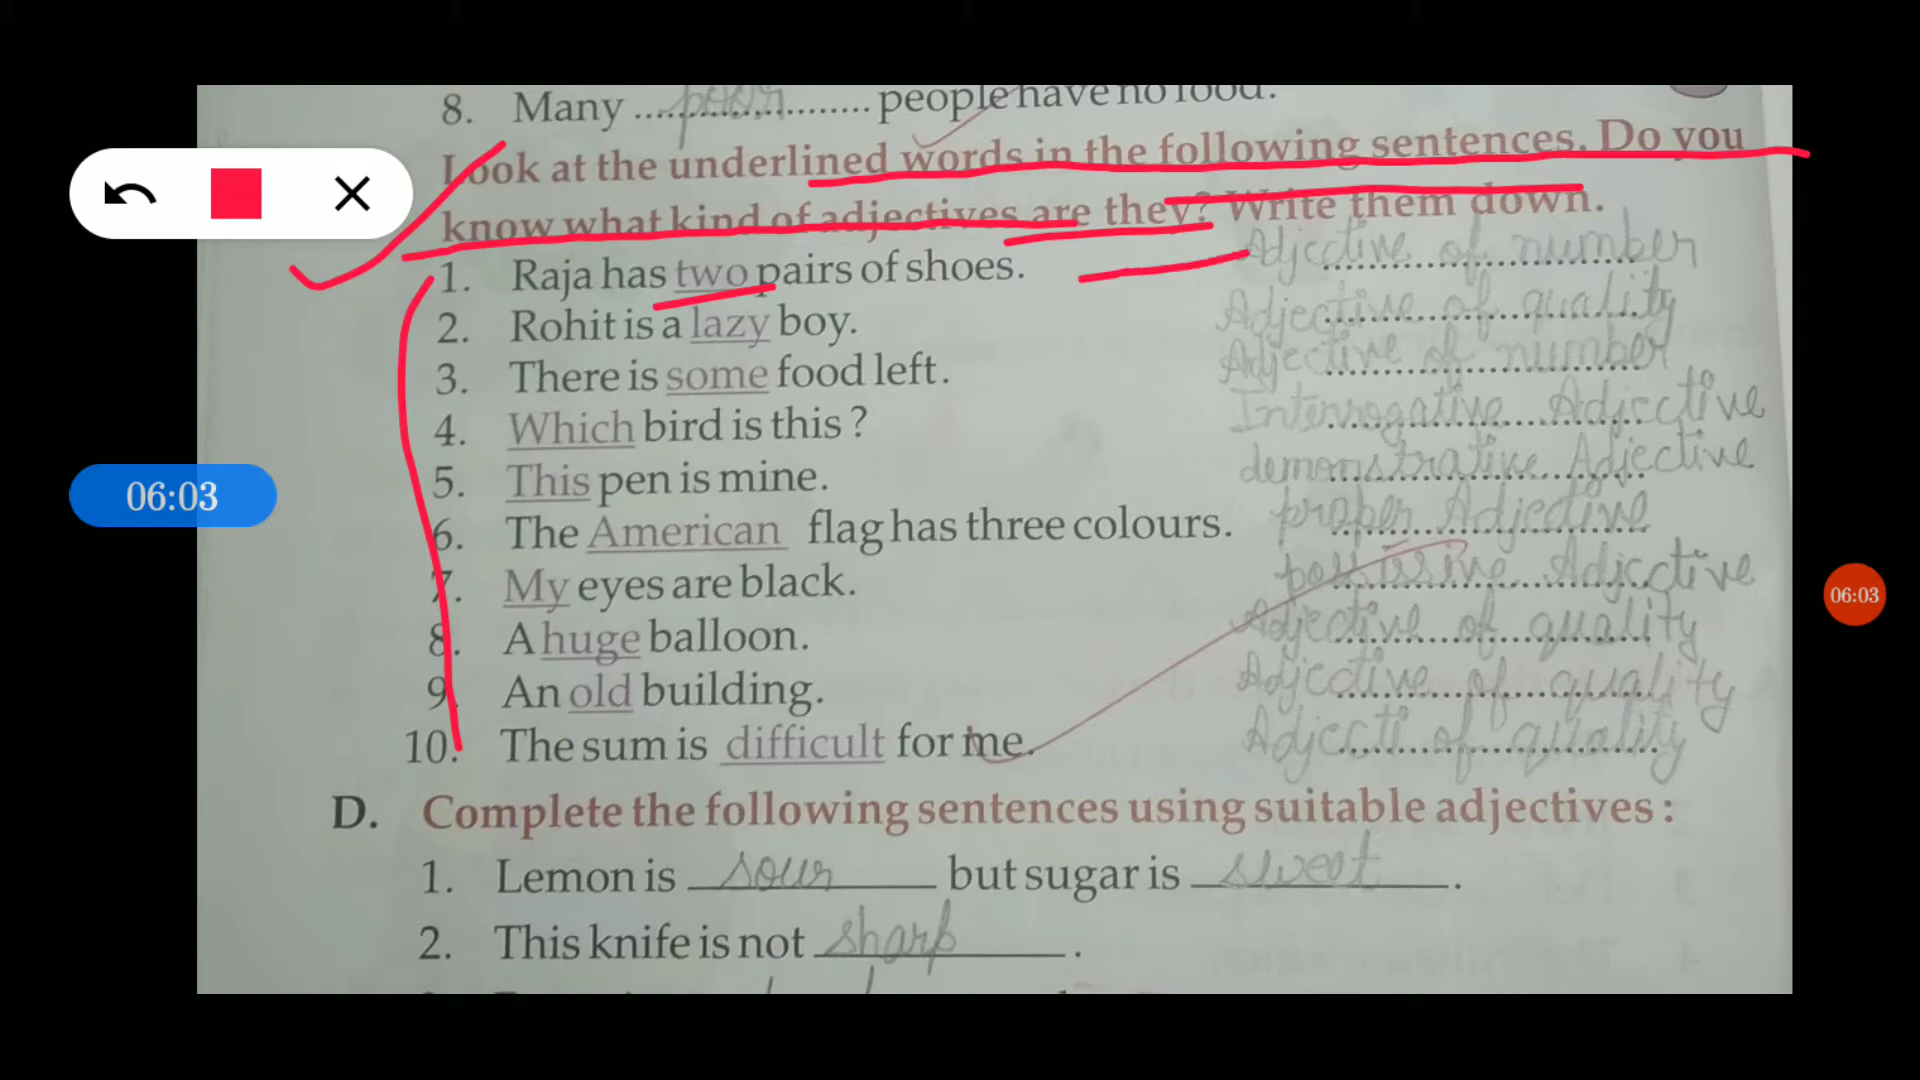 8. Many ....poor.... people have no food.
Look at the underlined words in the following sentences. Do you
know what kind of adjectives are they? Write them down.
1. Raja has two pairs of shoes. Adjective of number
2. Rohit is a lazy boy. Adjective of quality
3. There is some food left. Adjective of number
4. Which bird is this ? Interrogative Adjective
5. This pen is mine. demonstrative Adjective
6. The American flag has three colours. proper Adjective
7. My eyes are black. Adjective
8. A huge balloon. Adjective of quality
9. An old building. Adjective of quality
10. The sum is difficult for me. Adjecti of quality
D. Complete the following sentences using suitable adjectives :
1. Lemon is sour but sugar is sweet .
2. This knife is not sharp .
06:03
06:03